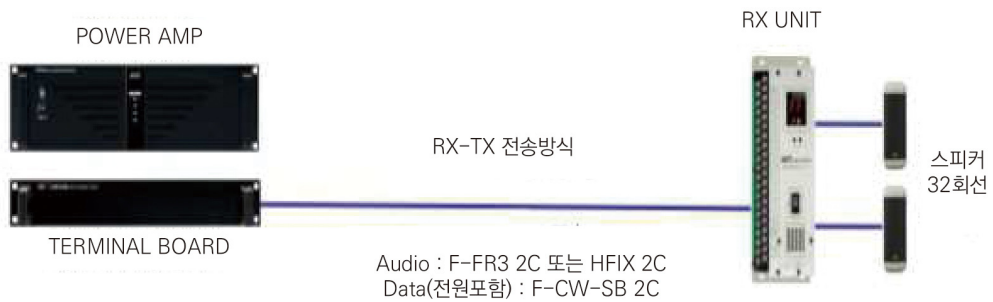 RX UNIT
POWER AMP
RX-TX 전송방식
스피커
32회선
TERMINAL BOARD
Audio : F-FR3 2C 또는 HFIX 2C
Data(전원포함) : F-CW-SB 2C